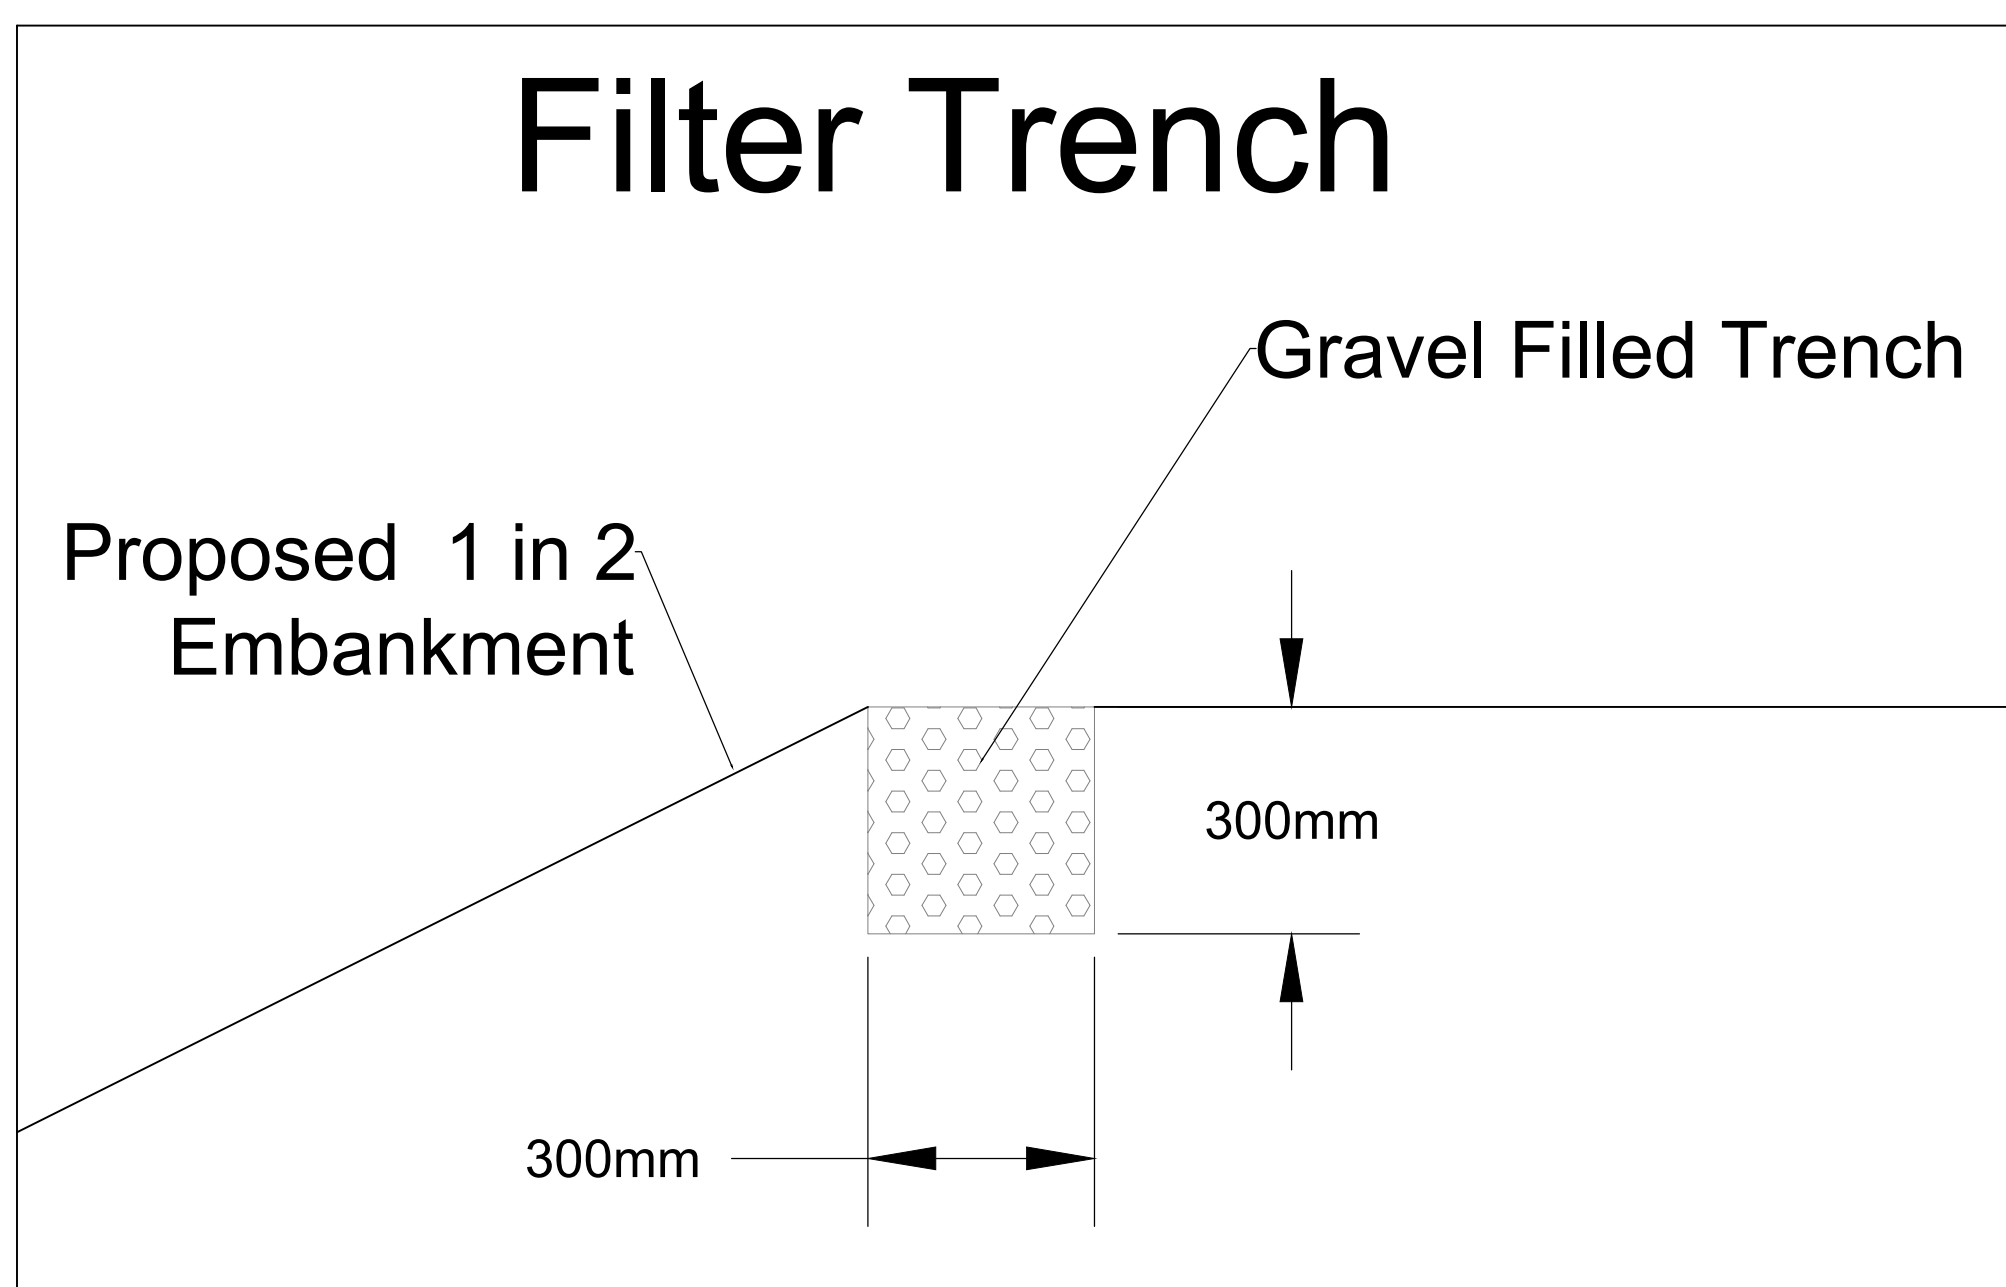 Filter Trench
Gravel Filled Trench
Proposed 1 in 2
Embankment
300mm
300mm